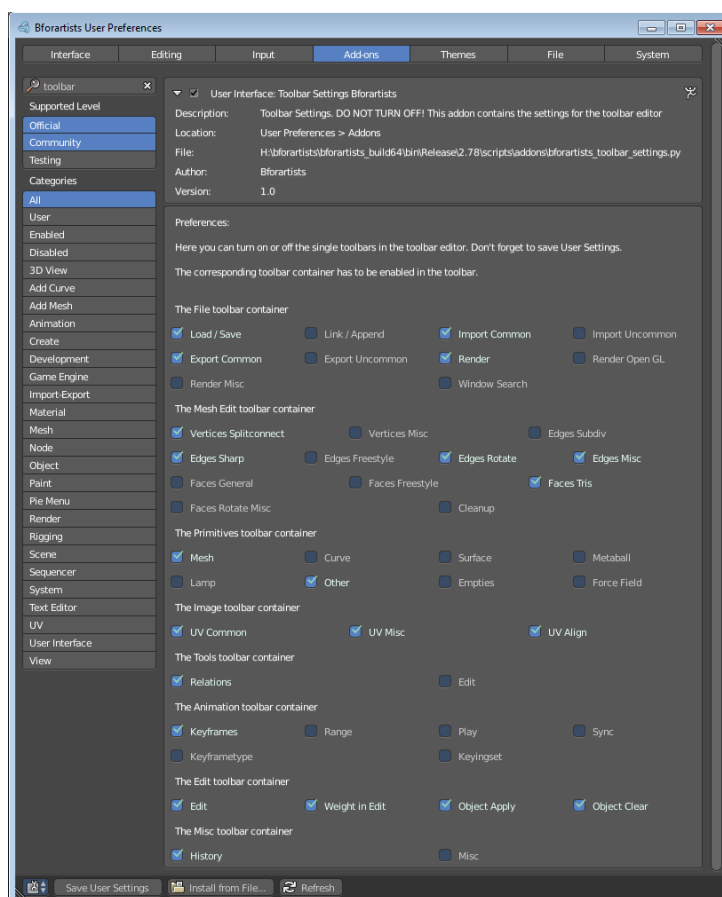 Bforartists User Preferences
Interface Editing Input Add-ons Themes File System
toolbar
Supported Level
Official
Community
Testing
Categories
All
User
Enabled
Disabled
3D View
Add Curve
Add Mesh
Animation
Create
Development
Game Engine
Import-Export
Material
Mesh
Node
Object
Paint
Pie Menu
Render
Rigging
Scene
Sequencer
System
Text Editor
UV
User Interface
View
User Interface: Toolbar Settings Bforartists
Description: Toolbar Settings. DO NOT TURN OFF! This addon contains the settings for the toolbar editor
Location: User Preferences > Addons
File: H:\bforartists\bforartists_build64\bin\Release\2.78\scripts\addons\bforartists_toolbar_settings.py
Author: Bforartists
Version: 1.0
Preferences:
Here you can turn on or off the single toolbars in the toolbar editor. Don't forget to save User Settings.
The corresponding toolbar container has to be enabled in the toolbar.
The File toolbar container
Load / Save Link / Append Import Common Import Uncommon
Export Common Export Uncommon Render Render Open GL
Render Misc Window Search
The Mesh Edit toolbar container
Vertices Splitconnect Vertices Misc Edges Subdiv
Edges Sharp Edges Freestyle Edges Rotate Edges Misc
Faces General Faces Freestyle Faces Tris
Faces Rotate Misc Cleanup
The Primitives toolbar container
Mesh Curve Surface Metaball
Lamp Other Empties Force Field
The Image toolbar container
UV Common UV Misc UV Align
The Tools toolbar container
Relations Edit
The Animation toolbar container
Keyframes Range Play Sync
Keyframetype Keyingset
The Edit toolbar container
Edit Weight in Edit Object Apply Object Clear
The Misc toolbar container
History Misc
Save User Settings Install from File... Refresh